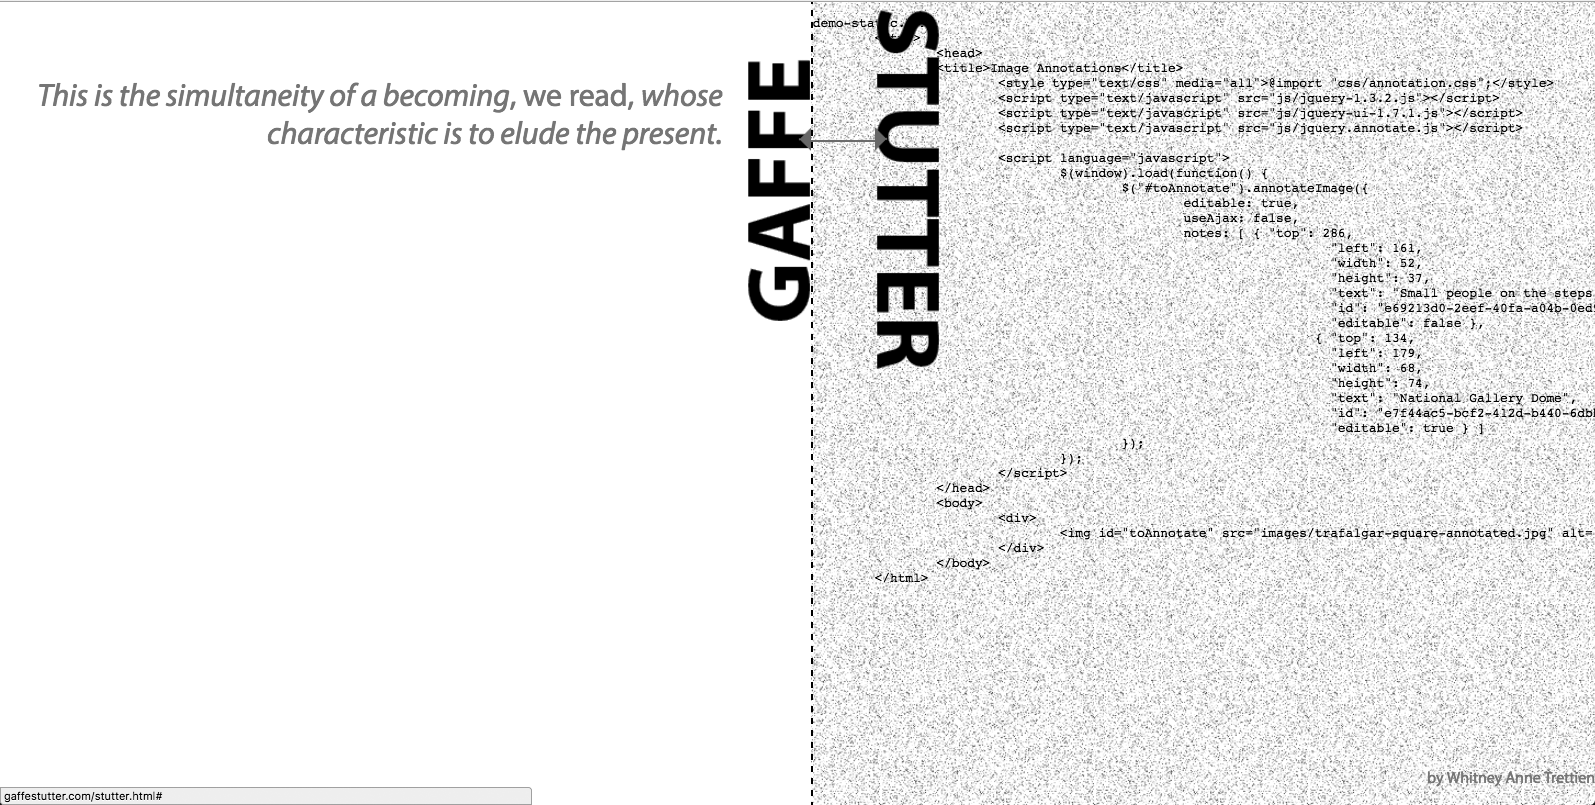 This is the simultaneity of a becoming, we read, whose
characteristic is to elude the present.
GAFFE
STUTTER
<head>
<title>Image Annotations</title>
<style type="text/css" media="all">@import "css/annotation.css";</style>
<script type="text/javascript" src="js/jquery-1.3.2.js"></script>
<script type="text/javascript" src="js/jquery-ui-1.7.1.js"></script>
<script type="text/javascript" src="js/jquery.annotate.js"></script>
<script language="javascript">
$(window).load(function() {
$("#toAnnotate").annotateImage({
editable: true,
useAjax: false,
notes: [ { "top": 286,
"left": 161,
"width": 52,
"height": 37,
"text": "Small people on the steps
"id": "e69213d0-2eef-40fa-a04b-0ed
"editable": false },
{ "top": 134,
"left": 179,
"width": 68,
"height": 74,
"text": "National Gallery Dome",
"id": "e7f44ac5-bcf2-412d-b440-6db
"editable": true } ]
});
});
</script>
</head>
<body>
<div>
<img id="toAnnotate" src="images/trafalgar-square-annotated.jpg" alt=
</div>
</body>
</html>
by Whitney Anne Trettien
gaffestutter.com/stutter.html#